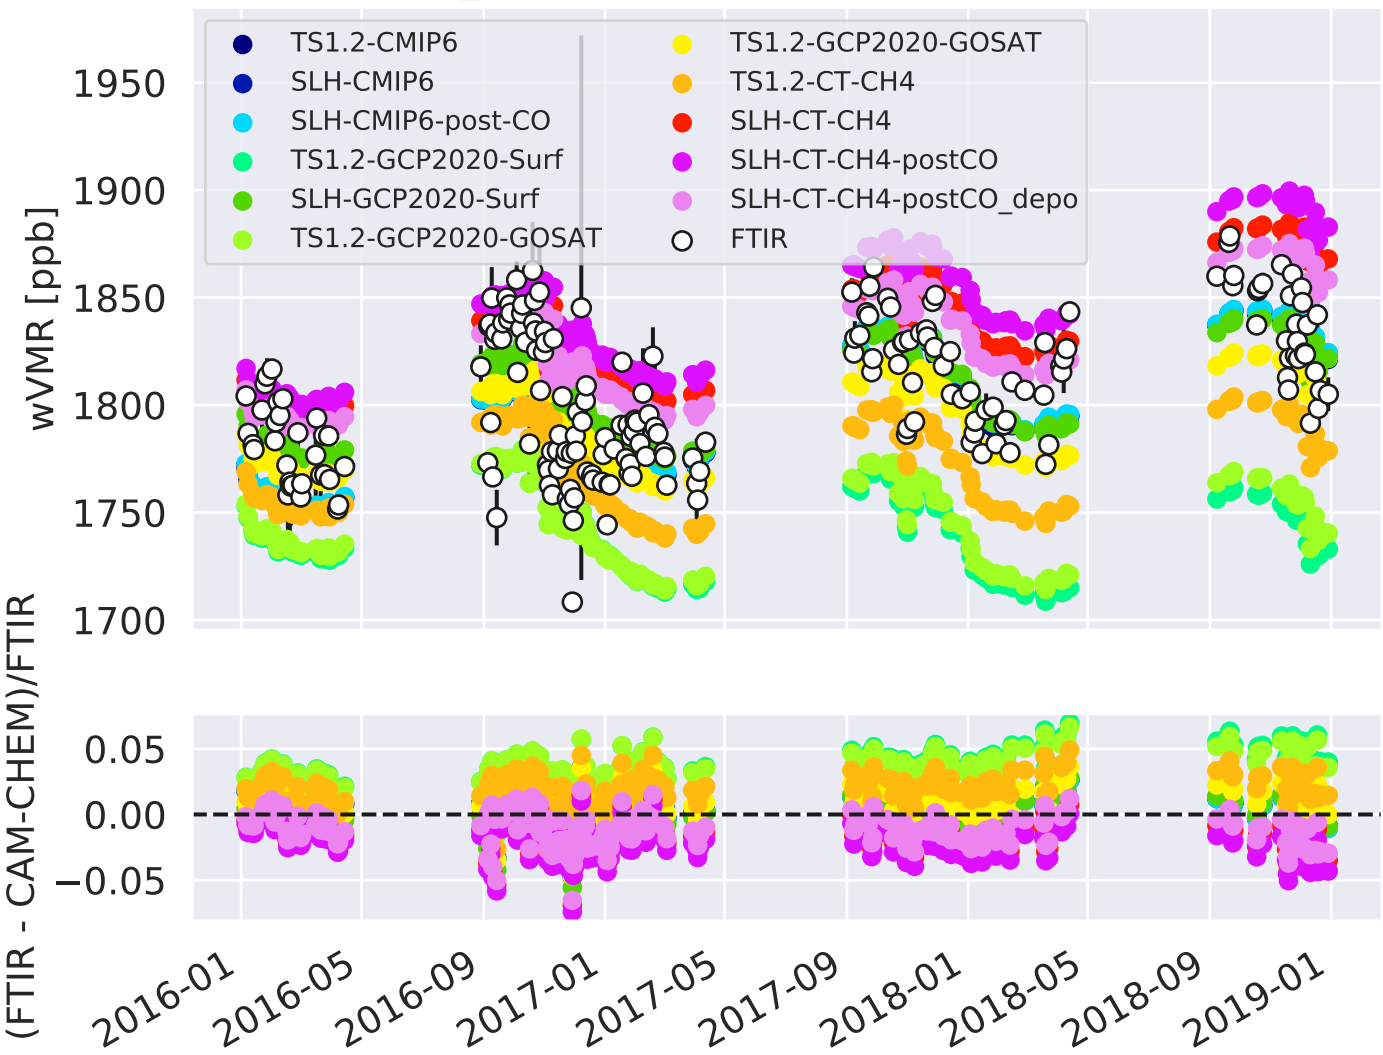 TS1.2-CMIP6
SLH-CMIP6
SLH-CMIP6-post-CO
TS1.2-GCP2020-Surf
SLH-GCP2020-Surf
TS1.2-GCP2020-GOSAT
TS1.2-GCP2020-GOSAT
TS1.2-CT-CH4
SLH-CT-CH4
SLH-CT-CH4-postCO
SLH-CT-CH4-postCO_depo
FTIR
wVMR [ppb]
1950
1900
1850
1800
1750
1700
(FTIR - CAM-CHEM)/FTIR
0.05
0.00
−0.05
2016-01
2016-05
2016-09
2017-01
2017-05
2017-09
2018-01
2018-05
2018-09
2019-01